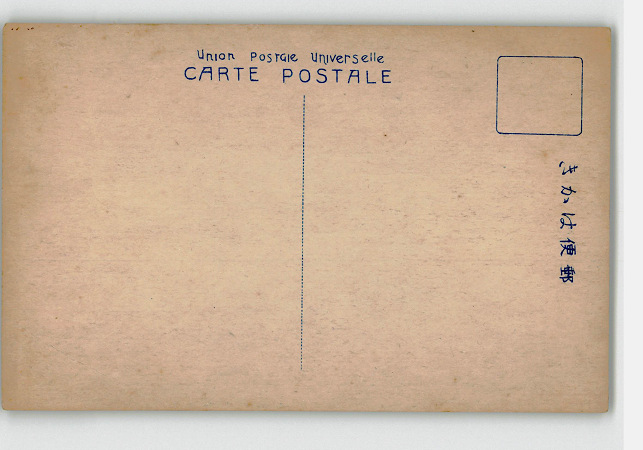 Union Postale Universelle
CARTE POSTALE
郵便はかき